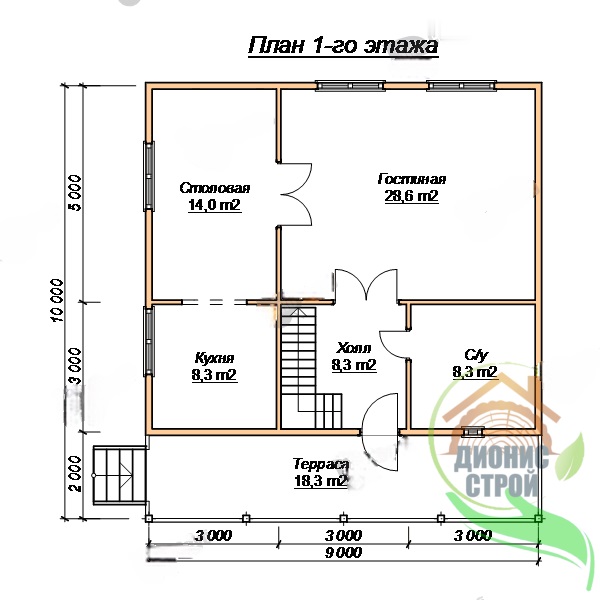 План 1-го этажа
5 000
10 000
3 000
2 000
Столовая
14,0 m2
Гостиная
28,6 m2
Кухня
8,3 m2
Холл
8,3 m2
С/у
8,3 m2
Терраса
18,3 m2
ДИОНИС
СТРОЙ
3 000
3 000
3 000
9 000